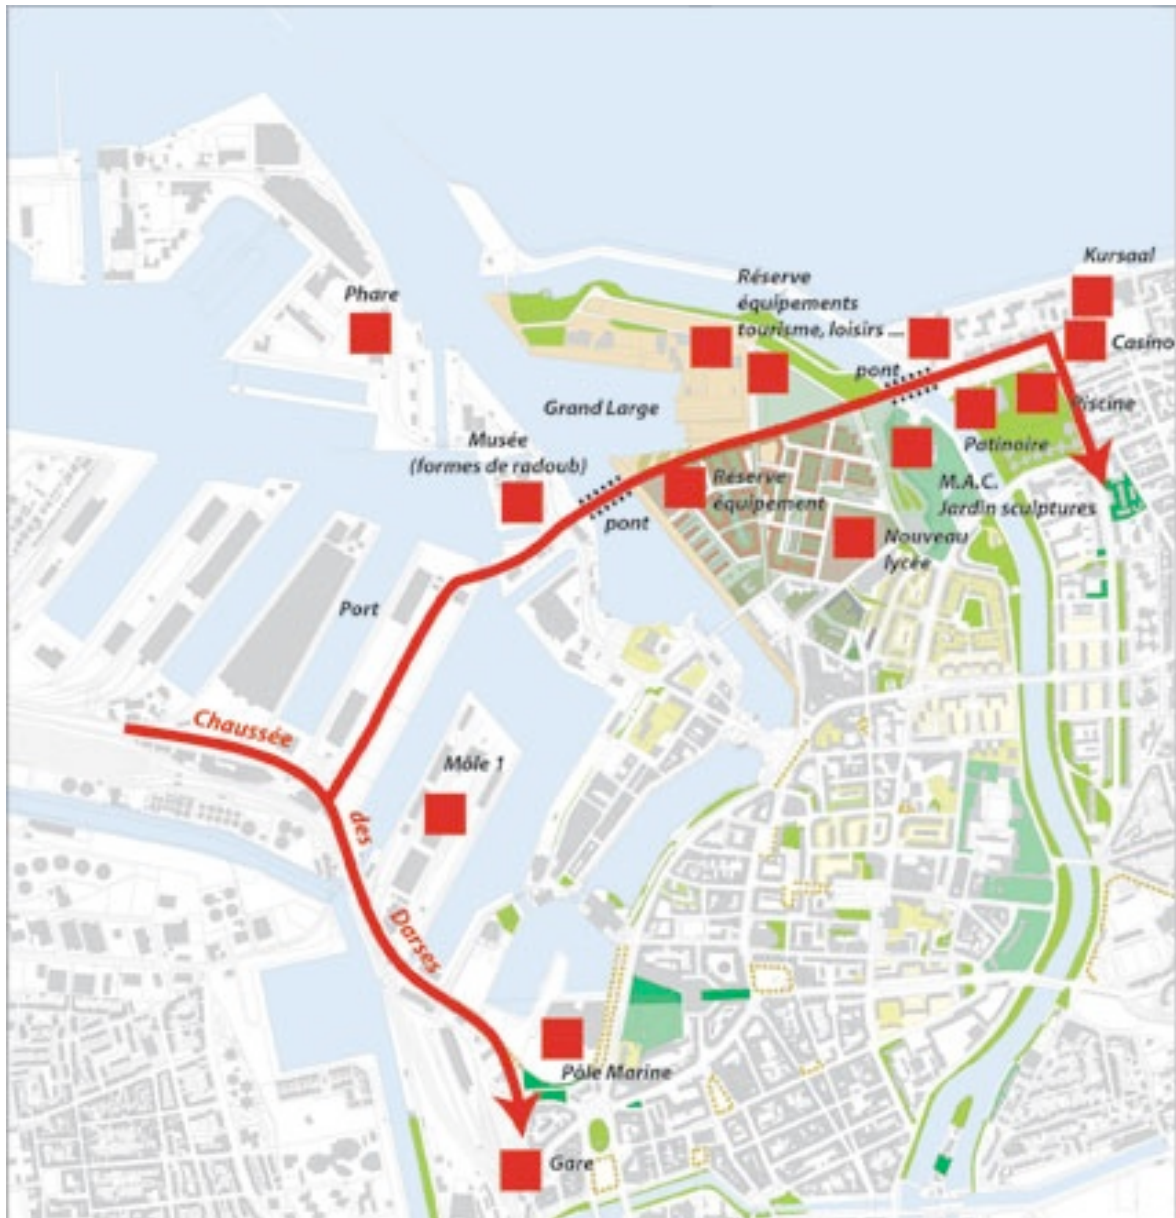 Kursaal
Réserve
équipements
tourisme, loisirs ...
Phare
Casino
pont
Piscine
Grand Large
Musée
(formes de radoub)
Patinoire
Réserve
équipement
M.A.C.
Jardin sculptures
pont
Nouveau
lycée
Port
Chaussée
Môle 1
des
Darses
Pôle Marine
Gare